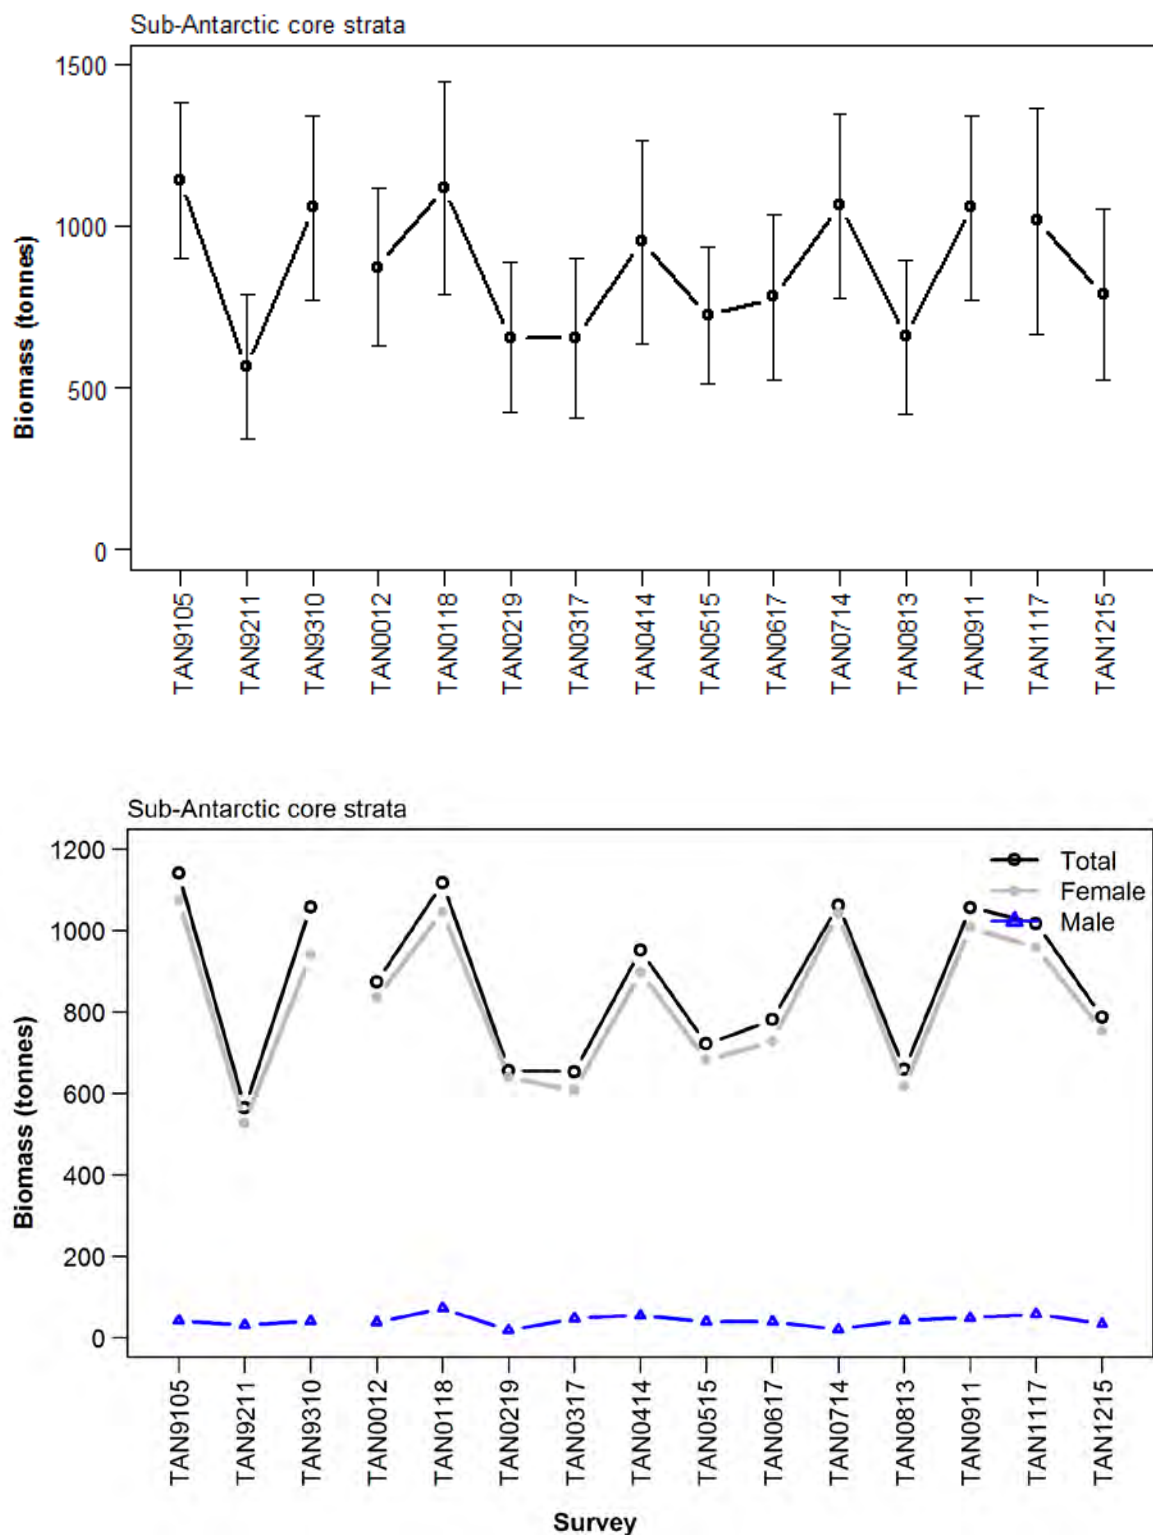 Sub-Antarctic core strata
1500
1000
500
0
Biomass (tonnes)
TAN9105
TAN9211
TAN9310
TAN0012
TAN0118
TAN0219
TAN0317
TAN0414
TAN0515
TAN0617
TAN0714
TAN0813
TAN0911
TAN1117
TAN1215
Sub-Antarctic core strata
1200
1000
800
600
400
200
0
Biomass (tonnes)
Total
Female
Male
TAN9105
TAN9211
TAN9310
TAN0012
TAN0118
TAN0219
TAN0317
TAN0414
TAN0515
TAN0617
TAN0714
TAN0813
TAN0911
TAN1117
TAN1215
Survey